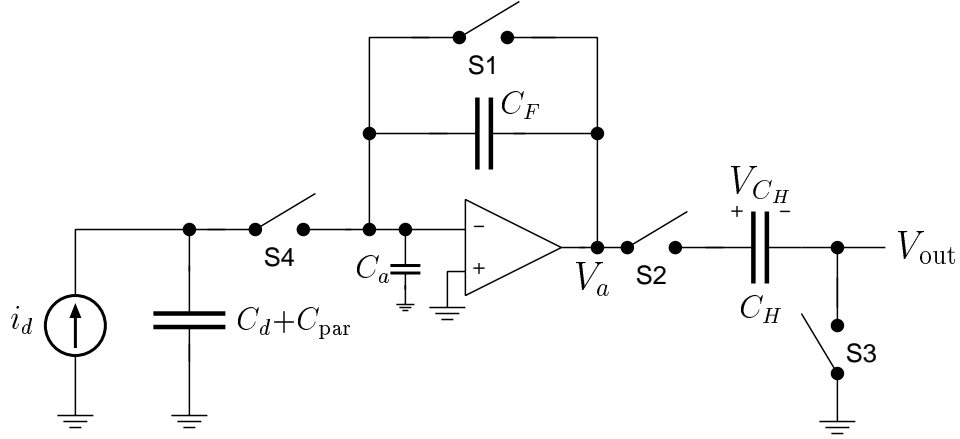 S1
C_F
V_{C_H}
+ −
S4
−
C_a
+
V_a
S2
C_H
V_out
i_d
C_d+C_par
S3